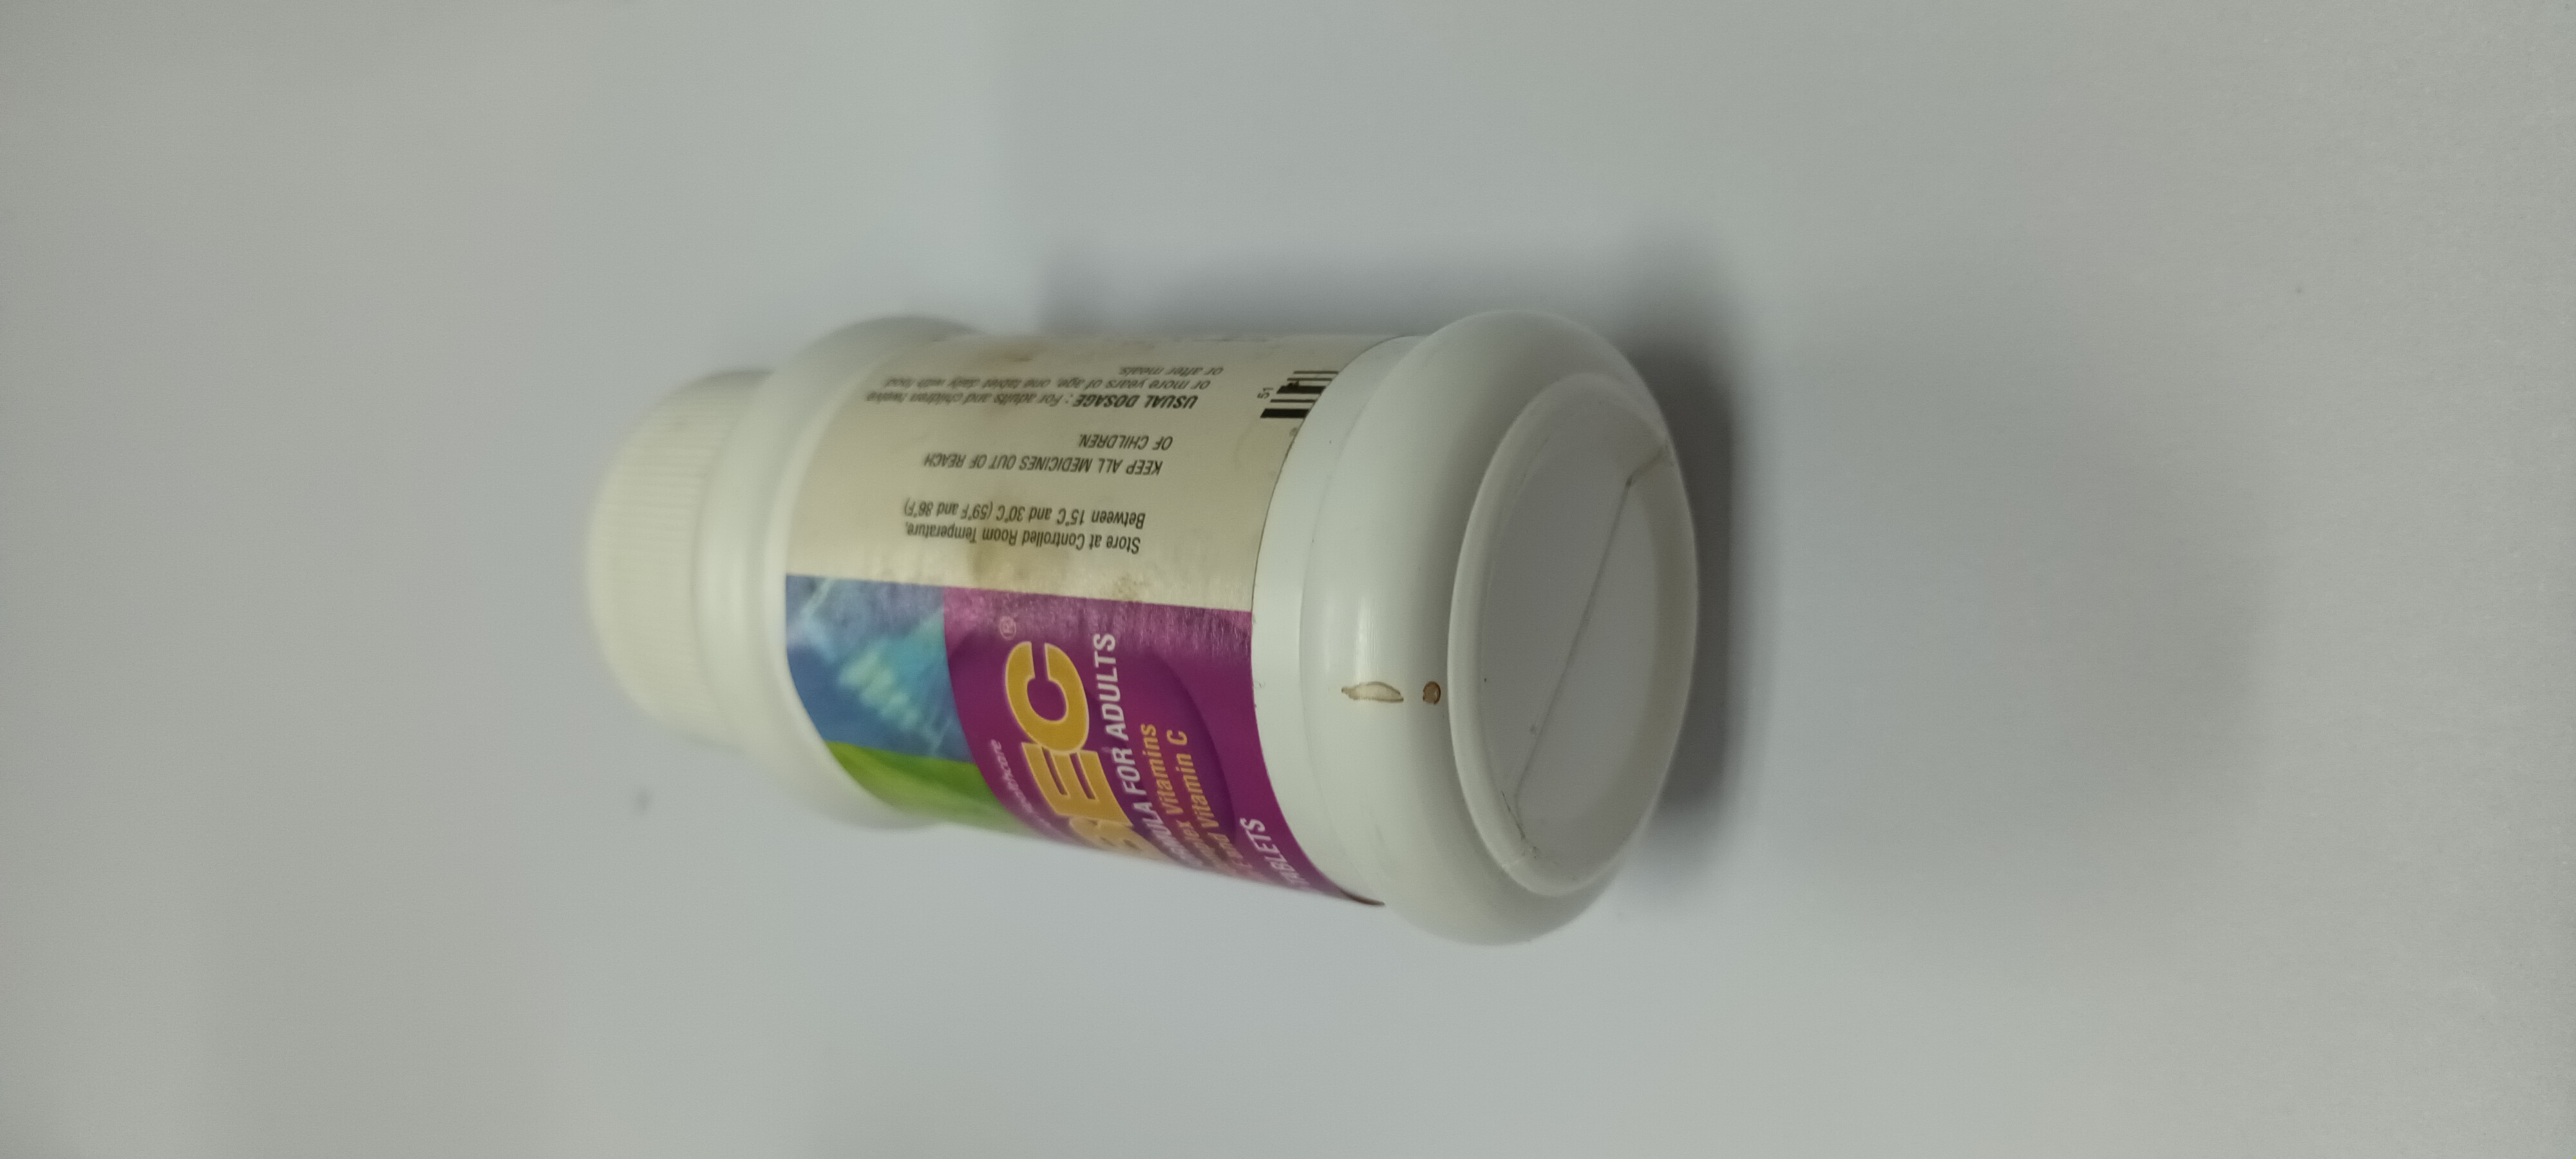 Healthcare
BEC®
FORMULA FOR ADULTS
Vitamins
E and Vitamin C
TABLETS
Store at Controlled Room Temperature,
Between 15°C and 30°C (59°F and 86°F)
KEEP ALL MEDICINES OUT OF REACH
OF CHILDREN.
USUAL DOSAGE : For adults and children twelve
or more years of age, one tablet daily with food
or after meals.
51